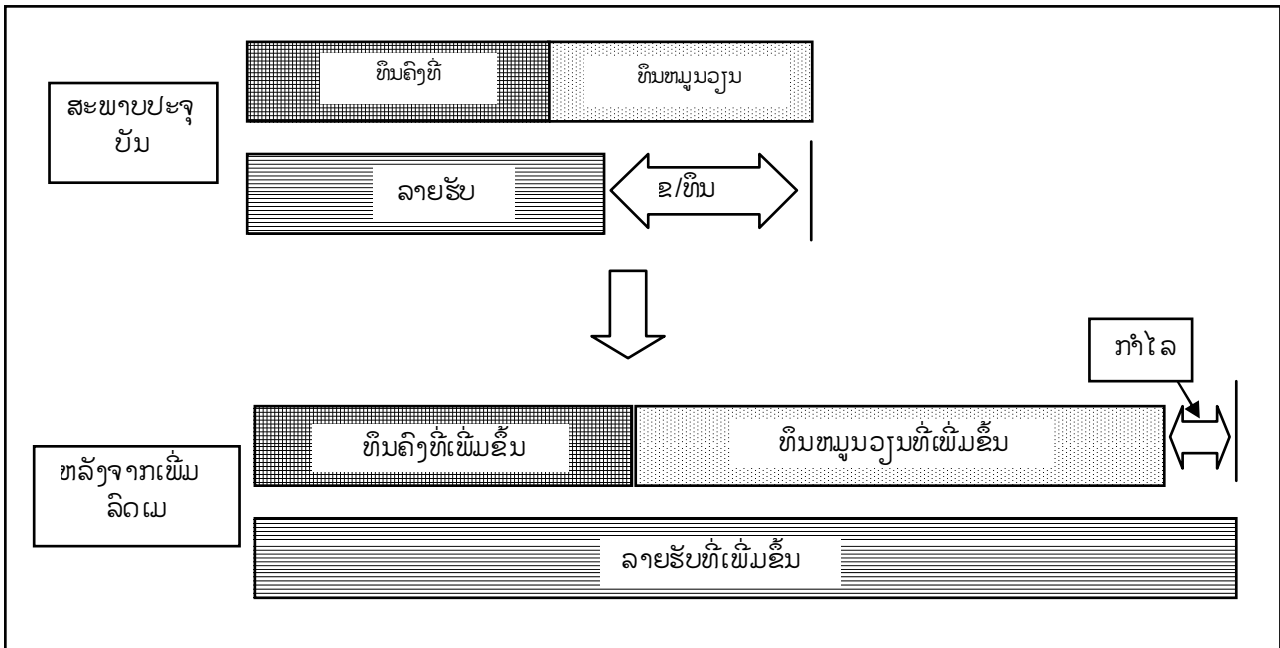 ທຶນຄົງທີ່
ທຶນຫມູນວຽນ
ສະພາບປະຈຸ
ບັນ
ລາຍຮັບ
ຂ/ທຶນ
ກຳໄລ
ທຶນຄົງທີ່ເພີ່ມຂຶ້ນ
ທຶນຫມູນວຽນທີ່ເພີ່ມຂຶ້ນ
ຫລັງຈາກເພີ່ມ
ລົດເມ
ລາຍຮັບທີ່ເພີ່ມຂຶ້ນ